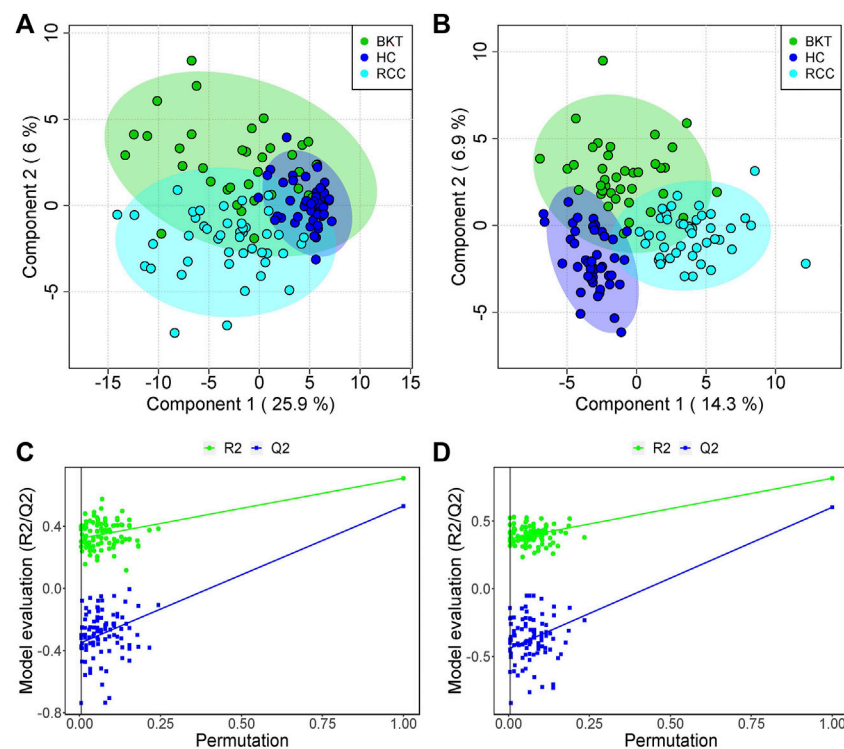 A
BKT
HC
RCC
10
5
0
-5
Component 2 ( 6 %)
-15 -10 -5 0 5 10 15
Component 1 ( 25.9 %)
B
BKT
HC
RCC
10
5
0
-5
Component 2 ( 6.9 %)
-5 0 5 10
Component 1 ( 14.3 %)
C
R2 Q2
0.4
0.0
-0.4
-0.8
Model evaluation (R2/Q2)
0.00 0.25 0.50 0.75 1.00
Permutation
D
R2 Q2
0.5
0.0
-0.5
Model evaluation (R2/Q2)
0.00 0.25 0.50 0.75 1.00
Permutation